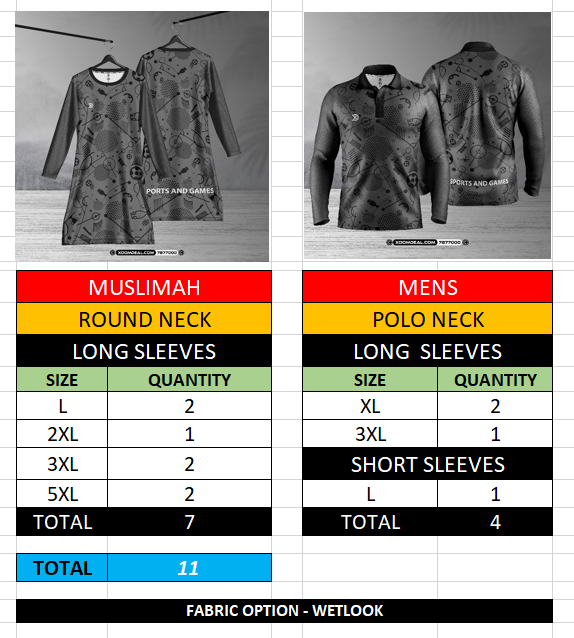 PORTS AND GAMES
XOOMDEAL.COM 7877000
SPORTS AND GAMES
XOOMDEAL.COM 7877000
MUSLIMAH
ROUND NECK
LONG SLEEVES
SIZE QUANTITY
L 2
2XL 1
3XL 2
5XL 2
TOTAL 7
MENS
POLO NECK
LONG SLEEVES
SIZE QUANTITY
XL 2
3XL 1
SHORT SLEEVES
L 1
TOTAL 4
TOTAL 11
FABRIC OPTION - WETLOOK